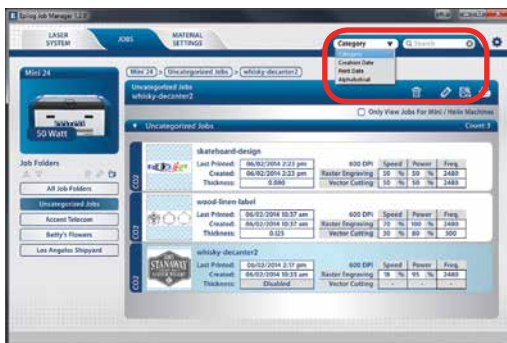 Epilog Job Manager 1.2.0
LASER SYSTEM
JOBS
MATERIAL SETTINGS
Category
Search
Category
Creation Date
Print Date
Alphabetical
Mini 24
50 Watt
Job Folders
All Job Folders
Uncategorized Jobs
Accent Telecom
Betty's Flowers
Los Angeles Shipyard
Mini 24 > Uncategorized Jobs > whisky-decanter2
Uncategorized Jobs
whisky-decanter2
Only View Jobs For Mini / Helix Machines
Uncategorized Jobs Count: 3
CO2
skateboard-design
Last Printed: 06/02/2014 2:23 pm 600 DPI Speed Power Freq.
Created: 06/02/2014 2:23 pm Raster Engraving 50 % 50 % 2480
Thickness: 0.080 Vector Cutting 50 % 50 % 2480
CO2
wood-linen-label
Last Printed: 06/02/2014 10:37 am 600 DPI Speed Power Freq.
Created: 06/02/2014 10:37 am Raster Engraving 70 % 100 % 2480
Thickness: 0.125 Vector Cutting 30 % 80 % 500
CO2
STANAWAY
whisky-decanter2
Last Printed: 06/02/2014 2:17 pm 600 DPI Speed Power Freq.
Created: 06/02/2014 10:33 am Raster Engraving 18 % 95 % 2480
Thickness: Disabled Vector Cutting - - -